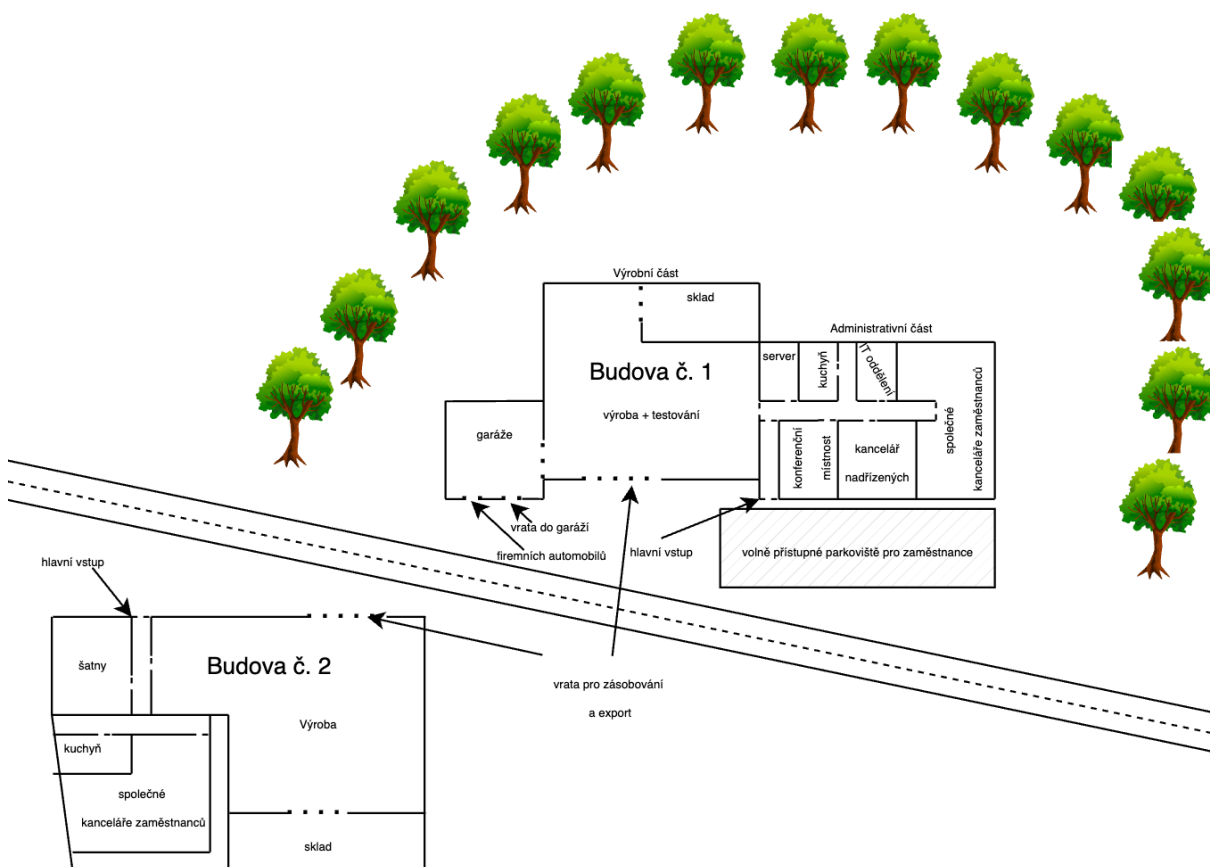 Výrobní část
sklad
Administrativní část
server
kuchyň
IT oddělení
Budova č. 1
výroba + testování
garáže
společné
kanceláře zaměstnanců
konferenční
místnost
kancelář
nadřízených
vrata do garáží
firemních automobilů
hlavní vstup
volně přístupné parkoviště pro zaměstnance
hlavní vstup
šatny
Budova č. 2
vrata pro zásobování
a export
Výroba
kuchyň
společné
kanceláře zaměstnanců
sklad